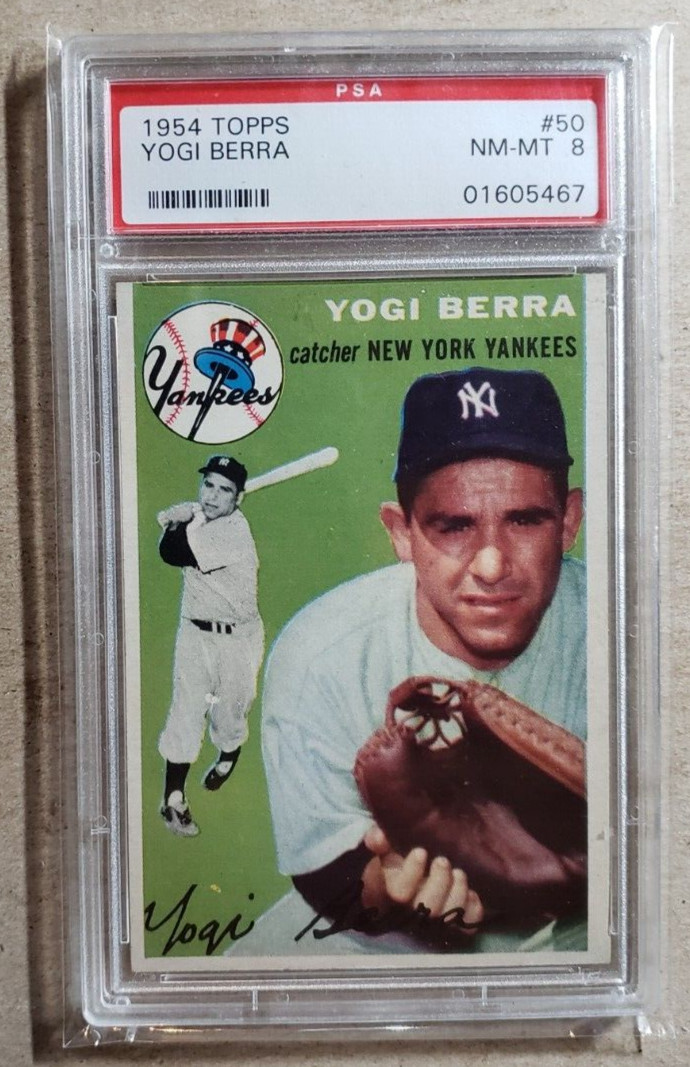 PSA
1954 TOPPS #50
YOGI BERRA NM-MT 8
01605467
YOGI BERRA
catcher NEW YORK YANKEES
Yankees
NY
Yogi Berra